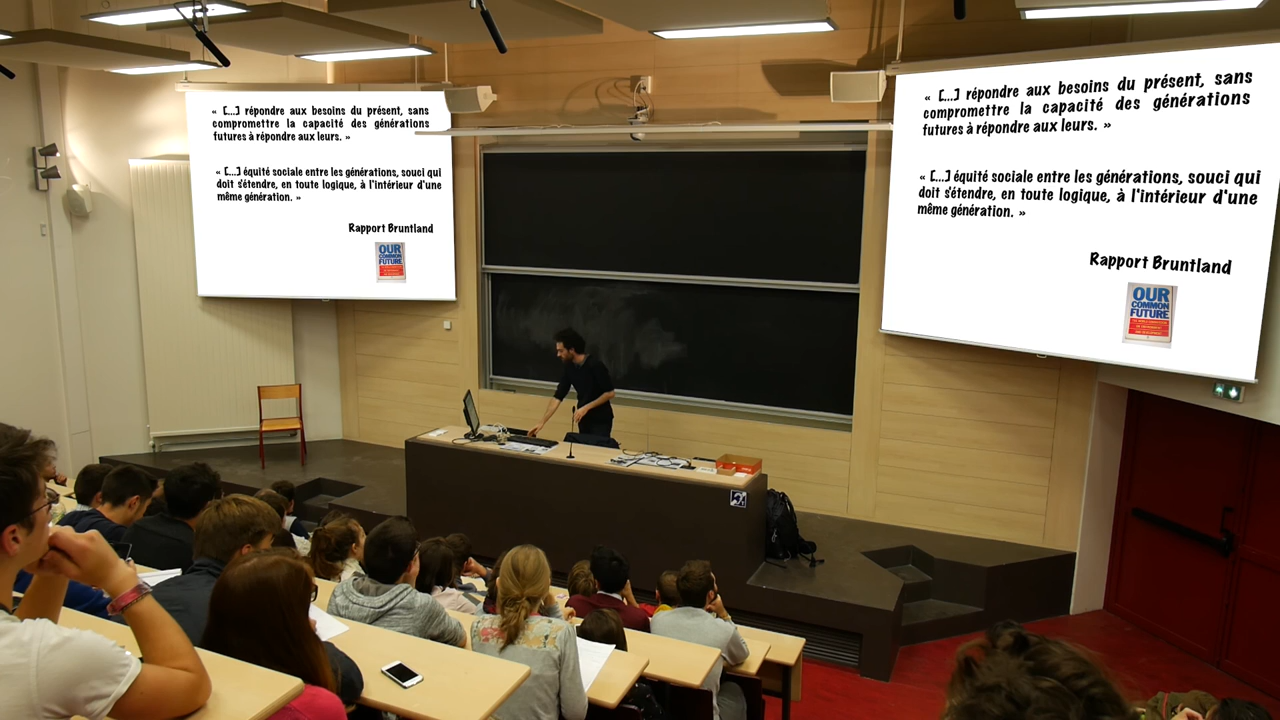 « [...] répondre aux besoins du présent, sans
compromettre la capacité des générations
futures à répondre aux leurs. »
« [...] équité sociale entre les générations, souci qui
doit s'étendre, en toute logique, à l'intérieur d'une
même génération. »
Rapport Bruntland
OUR
COMMON
FUTURE
« [...] répondre aux besoins du présent, sans
compromettre la capacité des générations
futures à répondre aux leurs. »
« [...] équité sociale entre les générations, souci qui
doit s'étendre, en toute logique, à l'intérieur d'une
même génération. »
Rapport Bruntland
OUR
COMMON
FUTURE